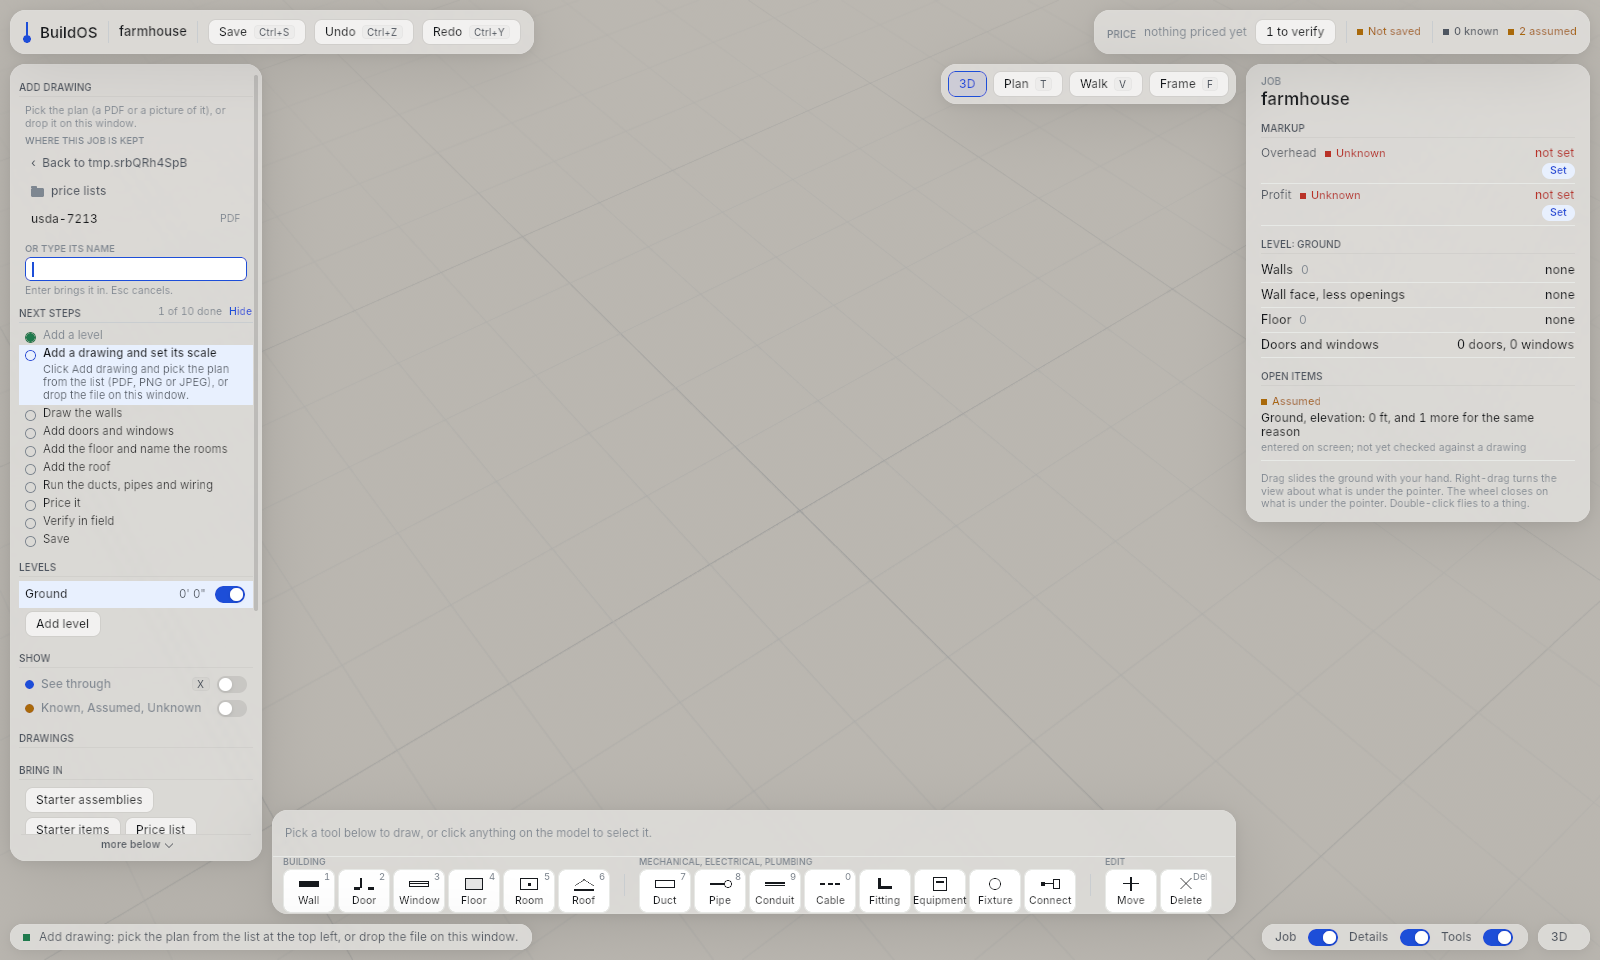 BuildOS farmhouse Save Ctrl+S Undo Ctrl+Z Redo Ctrl+Y
PRICE nothing priced yet 1 to verify Not saved 0 known 2 assumed
ADD DRAWING
Pick the plan (a PDF or a picture of it), or
drop it on this window.
WHERE THIS JOB IS KEPT
‹ Back to tmp.srbQRh4SpB
price lists
usda-7213 PDF
OR TYPE ITS NAME
Enter brings it in. Esc cancels.
NEXT STEPS 1 of 10 done Hide
Add a level
Add a drawing and set its scale
Click Add drawing and pick the plan
from the list (PDF, PNG or JPEG), or
drop the file on this window.
Draw the walls
Add doors and windows
Add the floor and name the rooms
Add the roof
Run the ducts, pipes and wiring
Price it
Verify in field
Save
LEVELS
Ground 0' 0"
Add level
SHOW
See through X
Known, Assumed, Unknown
DRAWINGS
BRING IN
Starter assemblies
Starter items Price list
more below
3D Plan T Walk V Frame F
JOB
farmhouse
MARKUP
Overhead Unknown not set
Set
Profit Unknown not set
Set
LEVEL: GROUND
Walls 0 none
Wall face, less openings none
Floor 0 none
Doors and windows 0 doors, 0 windows
OPEN ITEMS
Assumed
Ground, elevation: 0 ft, and 1 more for the same
reason
entered on screen; not yet checked against a drawing
Drag slides the ground with your hand. Right-drag turns the
view about what is under the pointer. The wheel closes on
what is under the pointer. Double-click flies to a thing.
Pick a tool below to draw, or click anything on the model to select it.
BUILDING MECHANICAL, ELECTRICAL, PLUMBING EDIT
1 2 3 4 5 6 7 8 9 0 Del
Wall Door Window Floor Room Roof Duct Pipe Conduit Cable Fitting Equipment Fixture Connect Move Delete
Add drawing: pick the plan from the list at the top left, or drop the file on this window.
Job Details Tools 3D